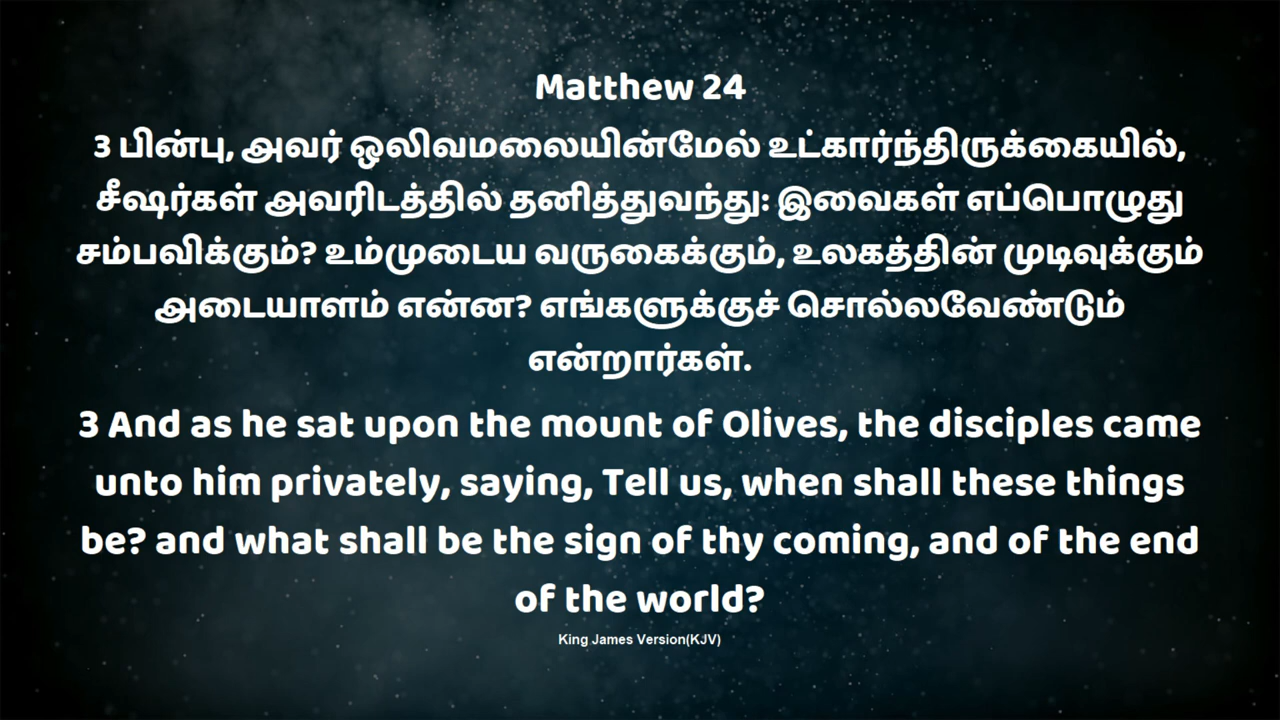 Matthew 24
3 பின்பு, அவர் ஒலிவமலையின்மேல் உட்கார்ந்திருக்கையில்,
சீஷர்கள் அவரிடத்தில் தனித்துவந்து: இவைகள் எப்பொழுது
சம்பவிக்கும்? உம்முடைய வருகைக்கும், உலகத்தின் முடிவுக்கும்
அடையாளம் என்ன? எங்களுக்குச் சொல்லவேண்டும்
என்றார்கள்.
3 And as he sat upon the mount of Olives, the disciples came
unto him privately, saying, Tell us, when shall these things
be? and what shall be the sign of thy coming, and of the end
of the world?
King James Version(KJV)